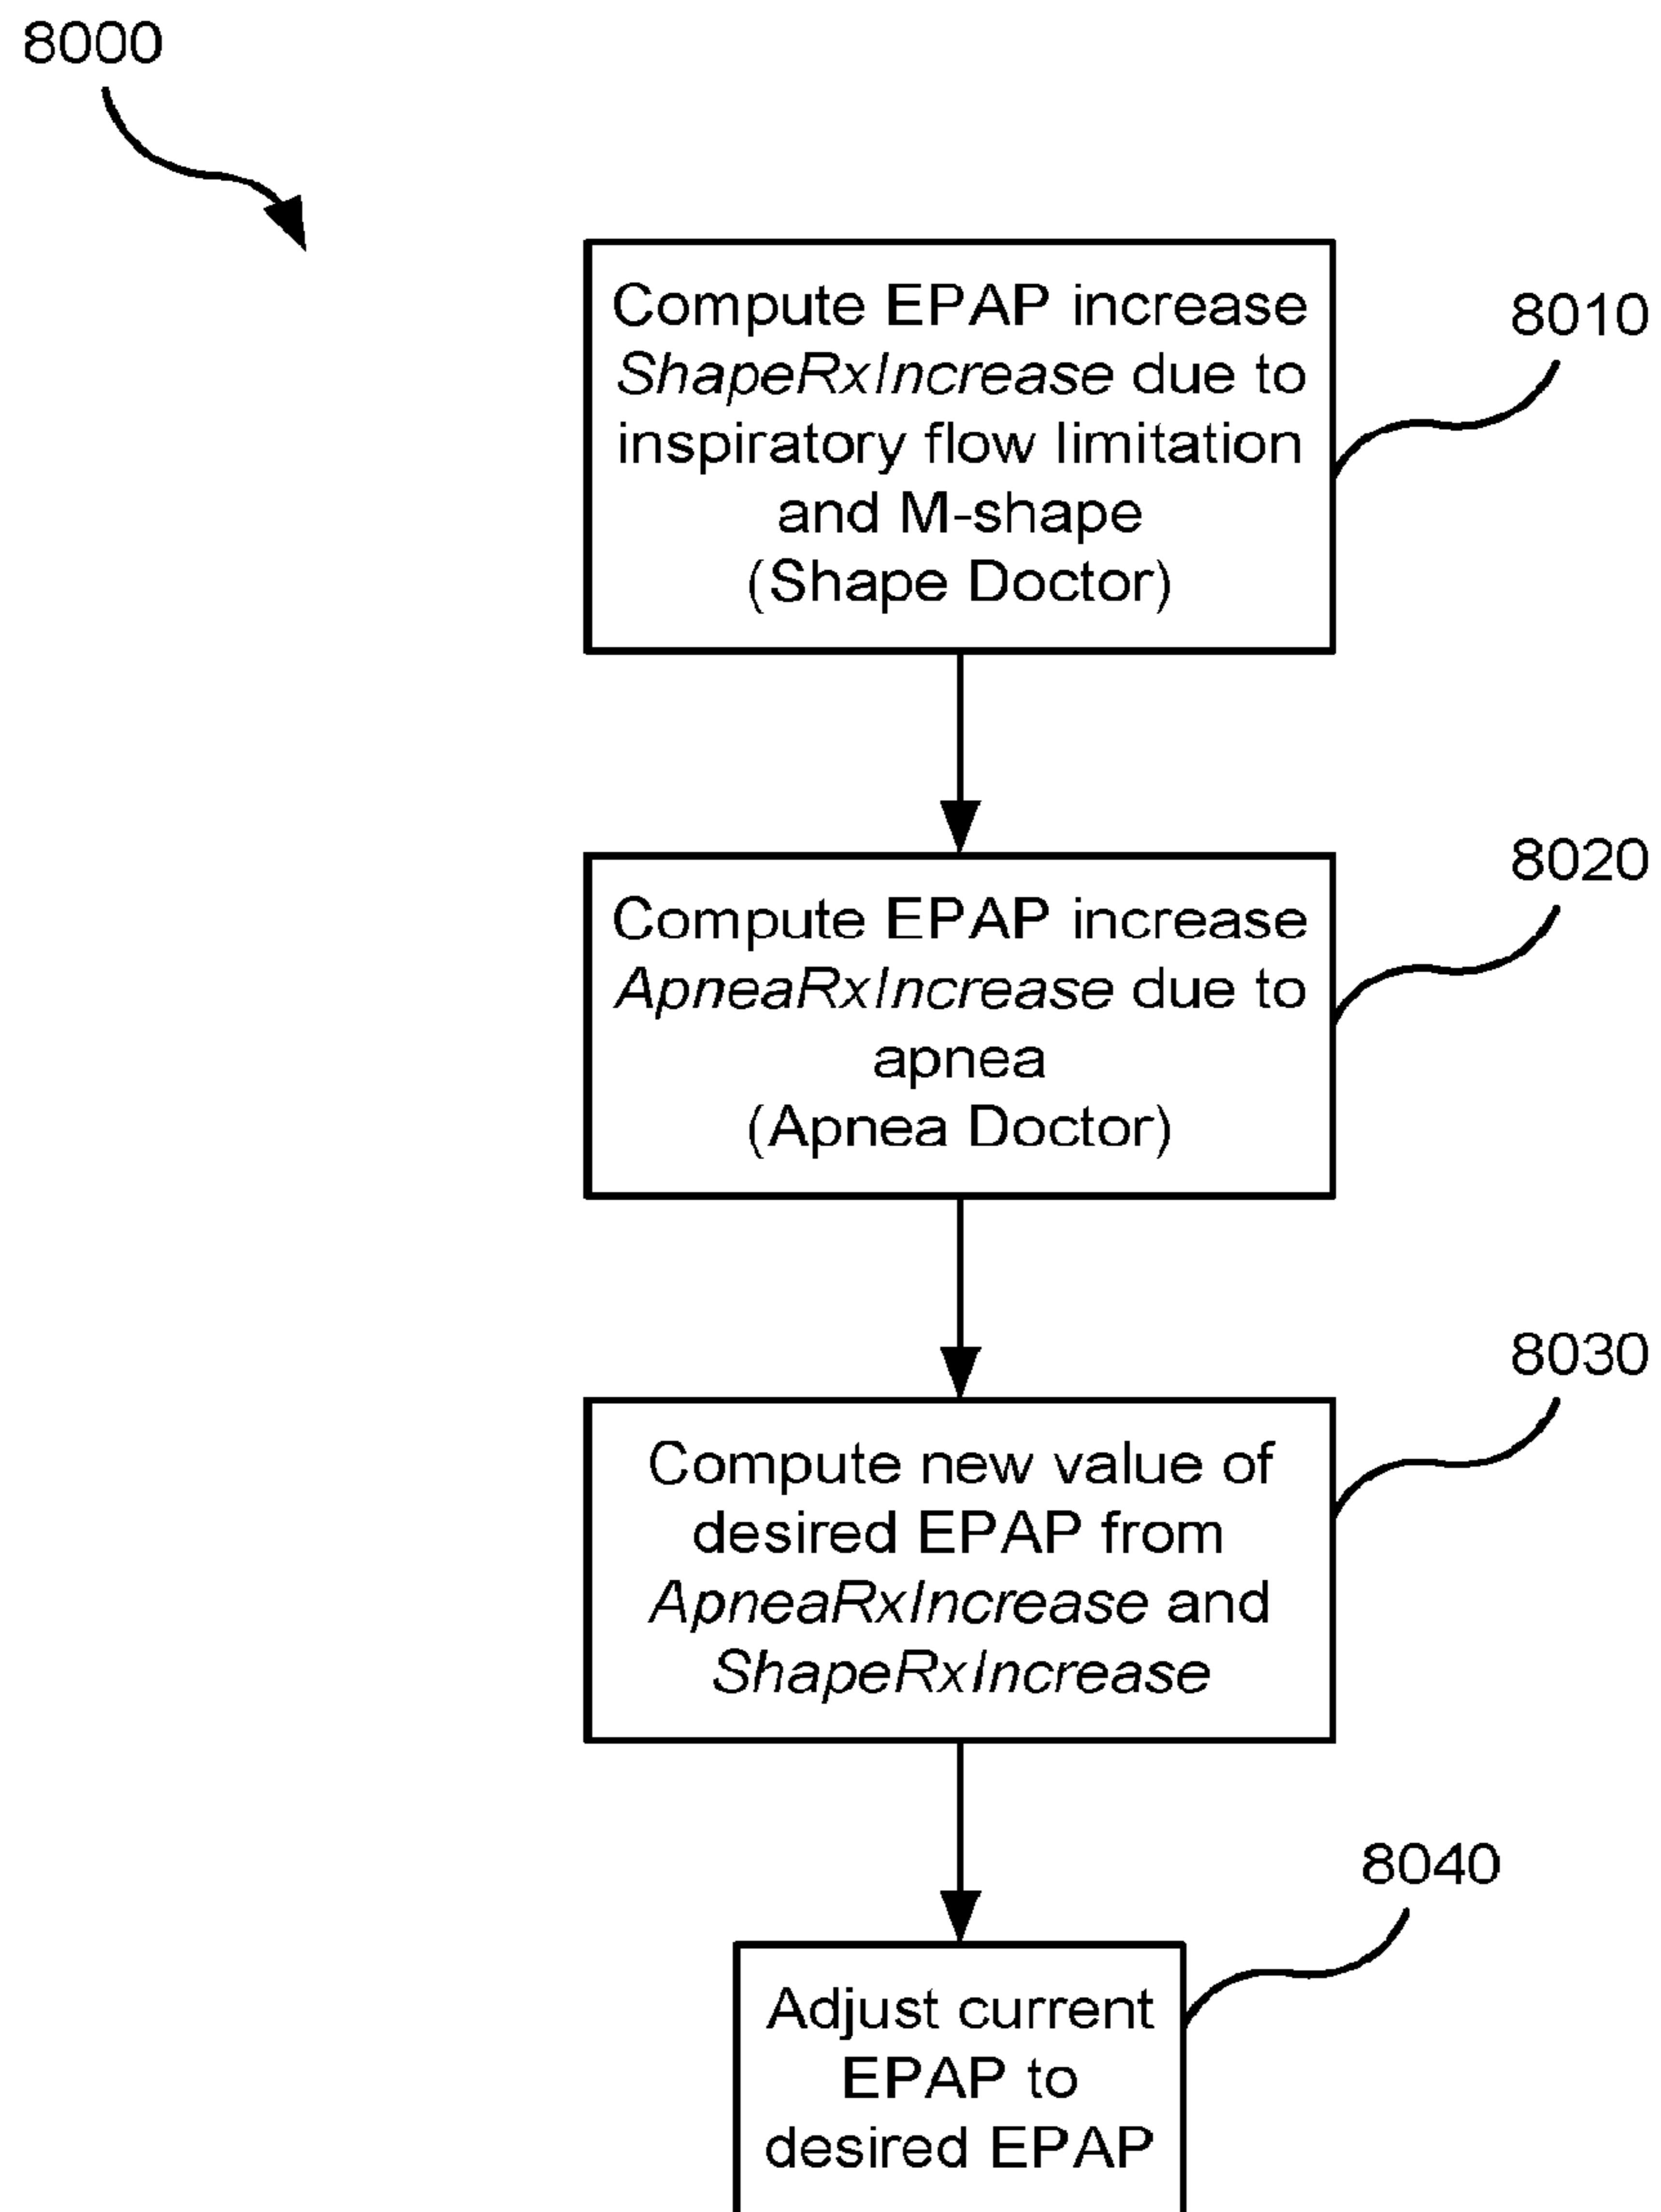 8000
Compute EPAP increase
ShapeRxIncrease due to
inspiratory flow limitation
and M-shape
(Shape Doctor)
8010
Compute EPAP increase
ApneaRxIncrease due to
apnea
(Apnea Doctor)
8020
Compute new value of
desired EPAP from
ApneaRxIncrease and
ShapeRxIncrease
8030
Adjust current
EPAP to
desired EPAP
8040